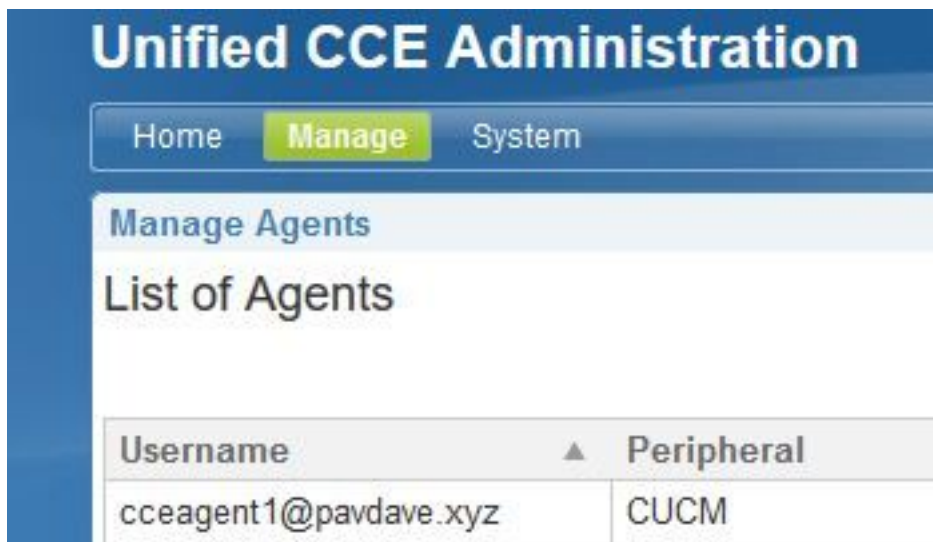 Unified CCE Administration
Home Manage System
Manage Agents
List of Agents
Username Peripheral
cceagent1@pavdave.xyz CUCM